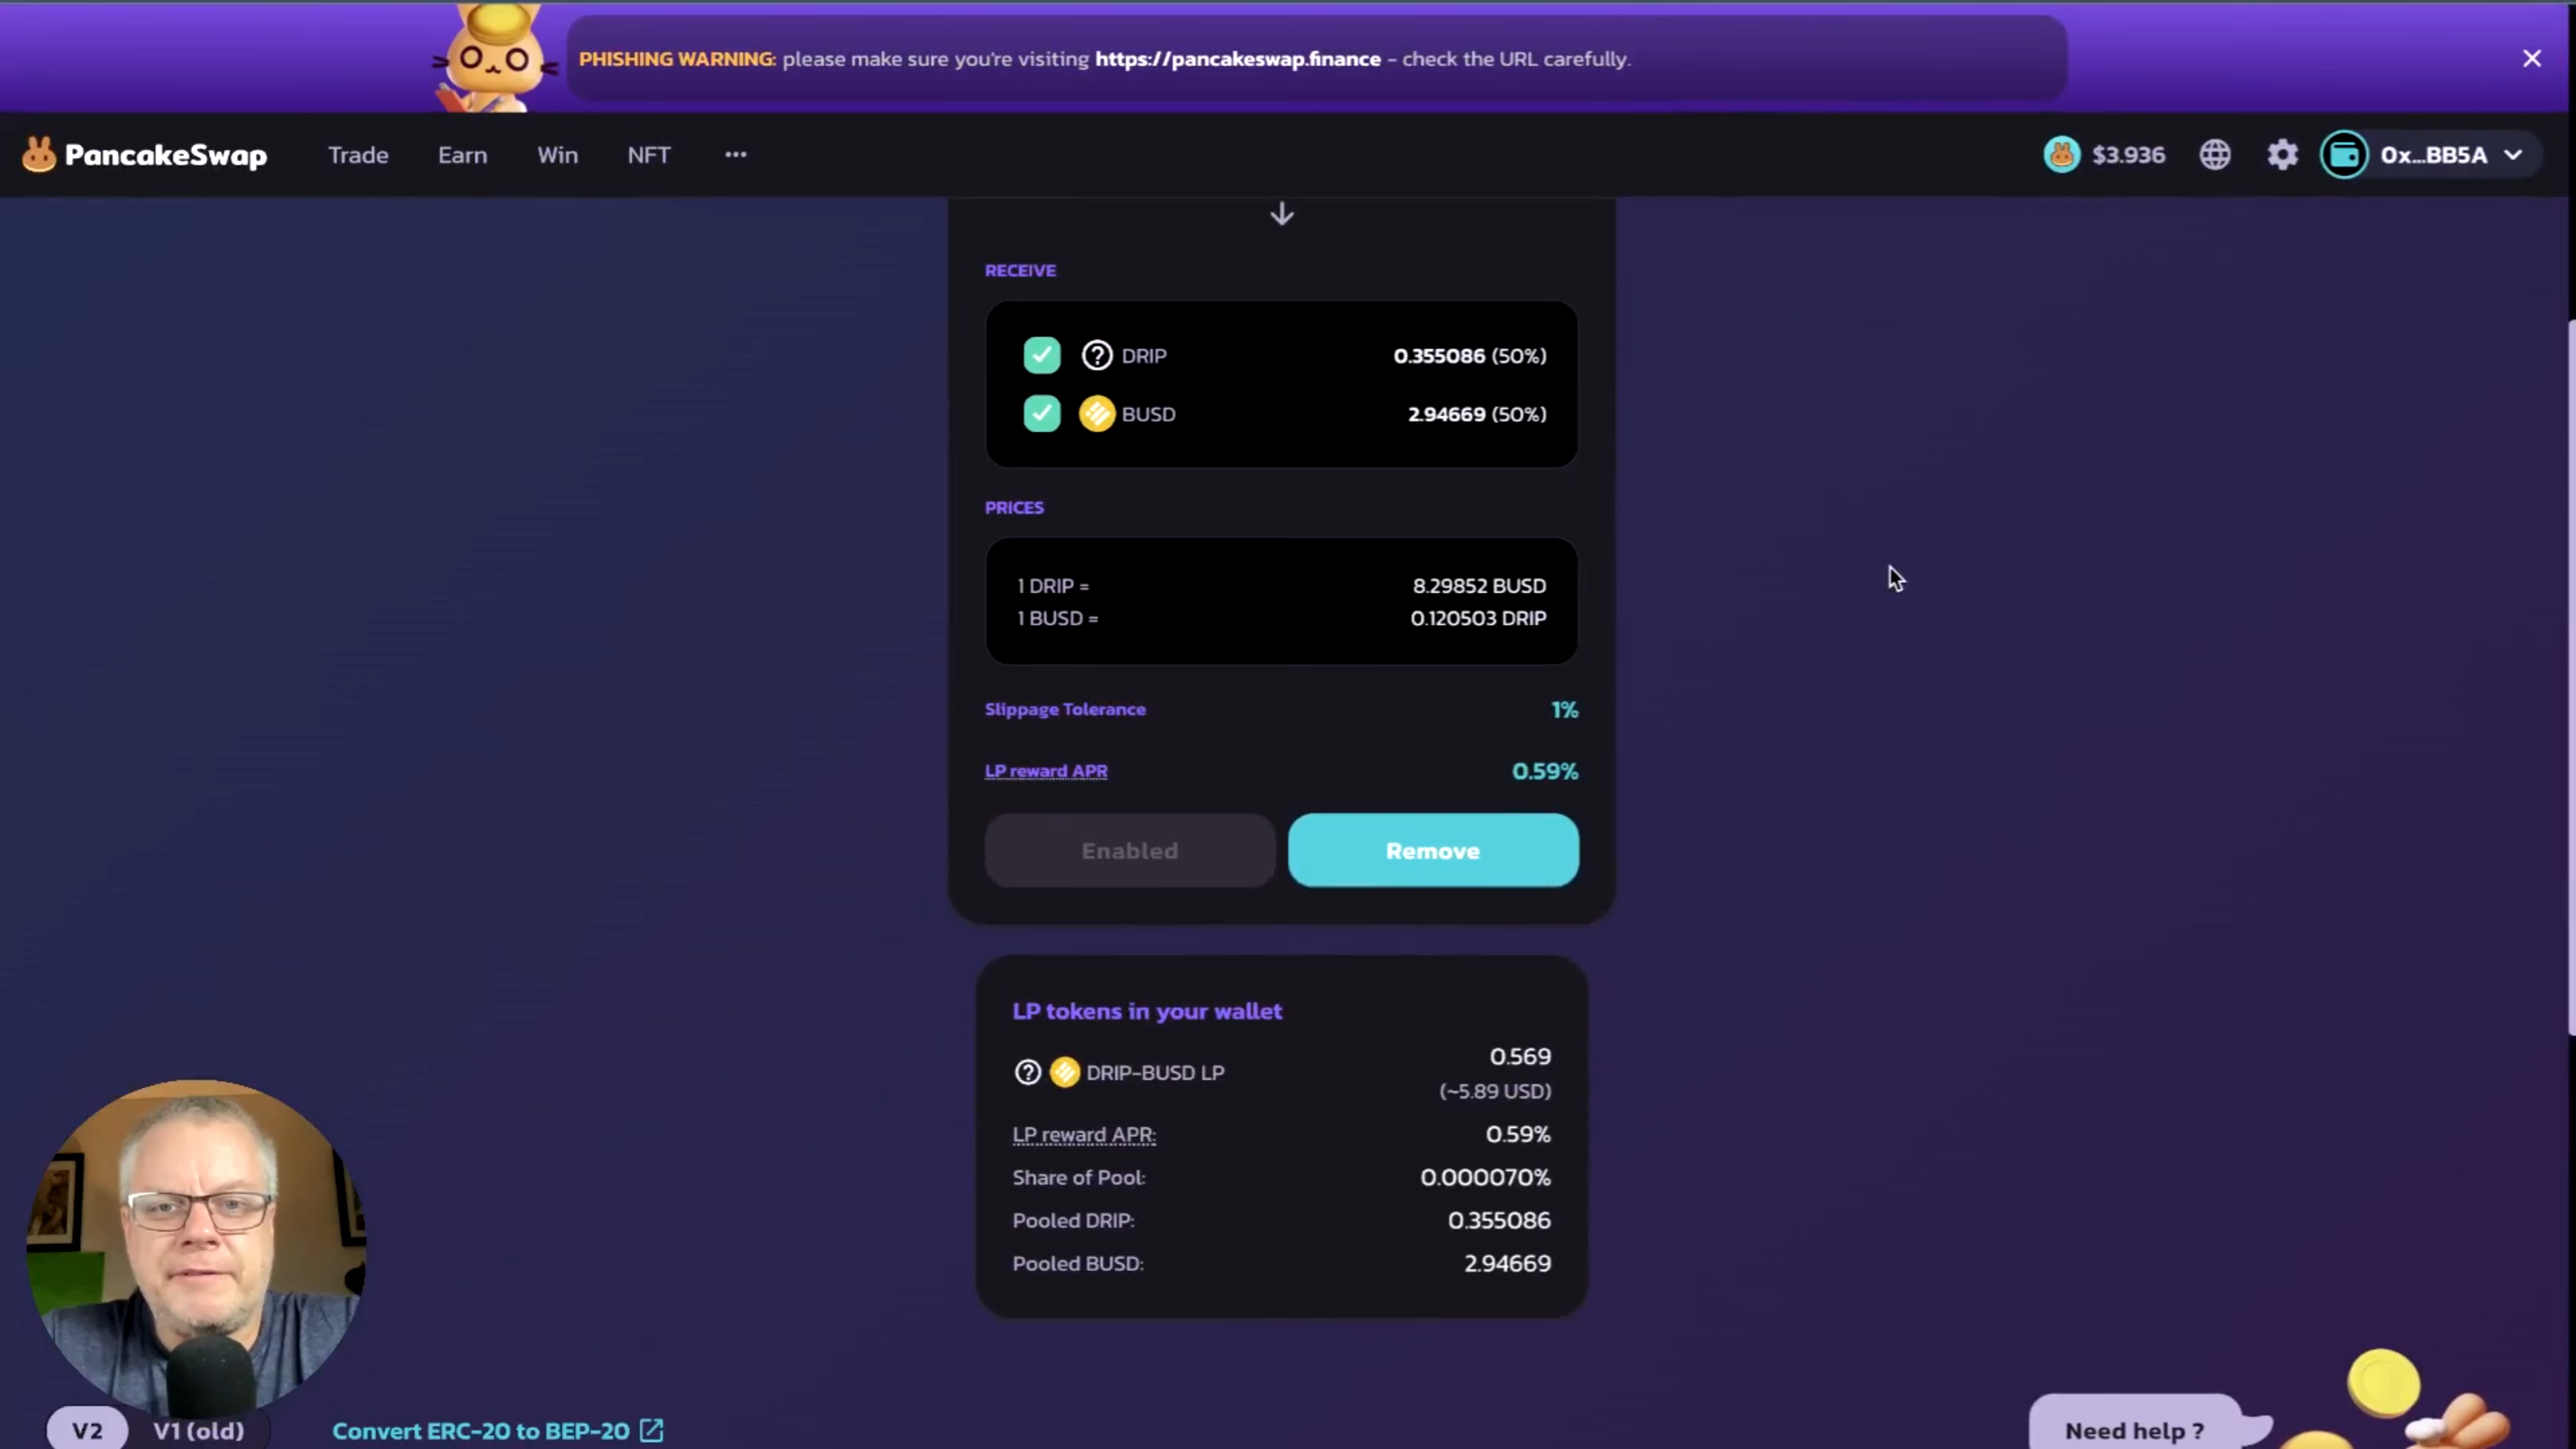 PHISHING WARNING: please make sure you're visiting https://pancakeswap.finance - check the URL carefully.
PancakeSwap Trade Earn Win NFT ••• $3.936 0x...BB5A
RECEIVE
DRIP 0.355086 (50%)
BUSD 2.94669 (50%)
PRICES
1 DRIP = 8.29852 BUSD
1 BUSD = 0.120503 DRIP
Slippage Tolerance 1%
LP reward APR 0.59%
Enabled Remove
LP tokens in your wallet
DRIP-BUSD LP 0.569
(~5.89 USD)
LP reward APR: 0.59%
Share of Pool: 0.000070%
Pooled DRIP: 0.355086
Pooled BUSD: 2.94669
V2 V1 (old) Convert ERC-20 to BEP-20 Need help ?